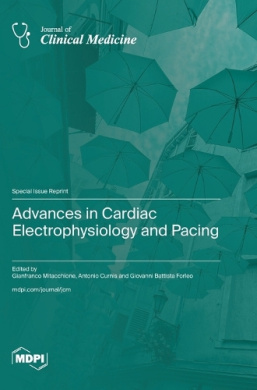 Journal of
Clinical Medicine
Special Issue Reprint
Advances in Cardiac
Electrophysiology and Pacing
Edited by
Gianfranco Mitacchione, Antonio Curnis and Giovanni Battista Forleo
mdpi.com/journal/jcm
MDPI